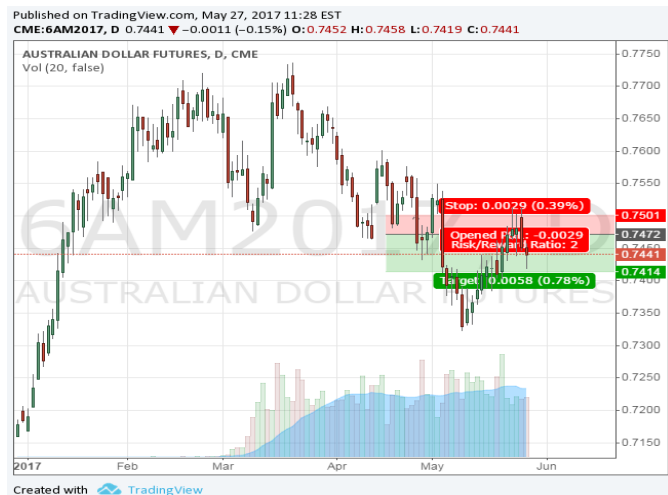 Published on TradingView.com, May 27, 2017 11:28 EST
CME:6AM2017, D 0.7441 ▼ −0.0011 (−0.15%) O:0.7452 H:0.7458 L:0.7419 C:0.7441
AUSTRALIAN DOLLAR FUTURES, D, CME
Vol (20, false)
0.7750
0.7700
0.7650
0.7600
0.7550
Stop: 0.0029 (0.39%)
0.7501
6AM2017, D
Opened P&L: -0.0029
0.7472
Risk/Reward Ratio: 2
0.7441
0.7414
0.7400
Target: 0.0058 (0.78%)
AUSTRALIAN DOLLAR FUTURES
0.7350
0.7300
0.7250
0.7200
0.7150
2017 Feb Mar Apr May Jun
Created with TradingView